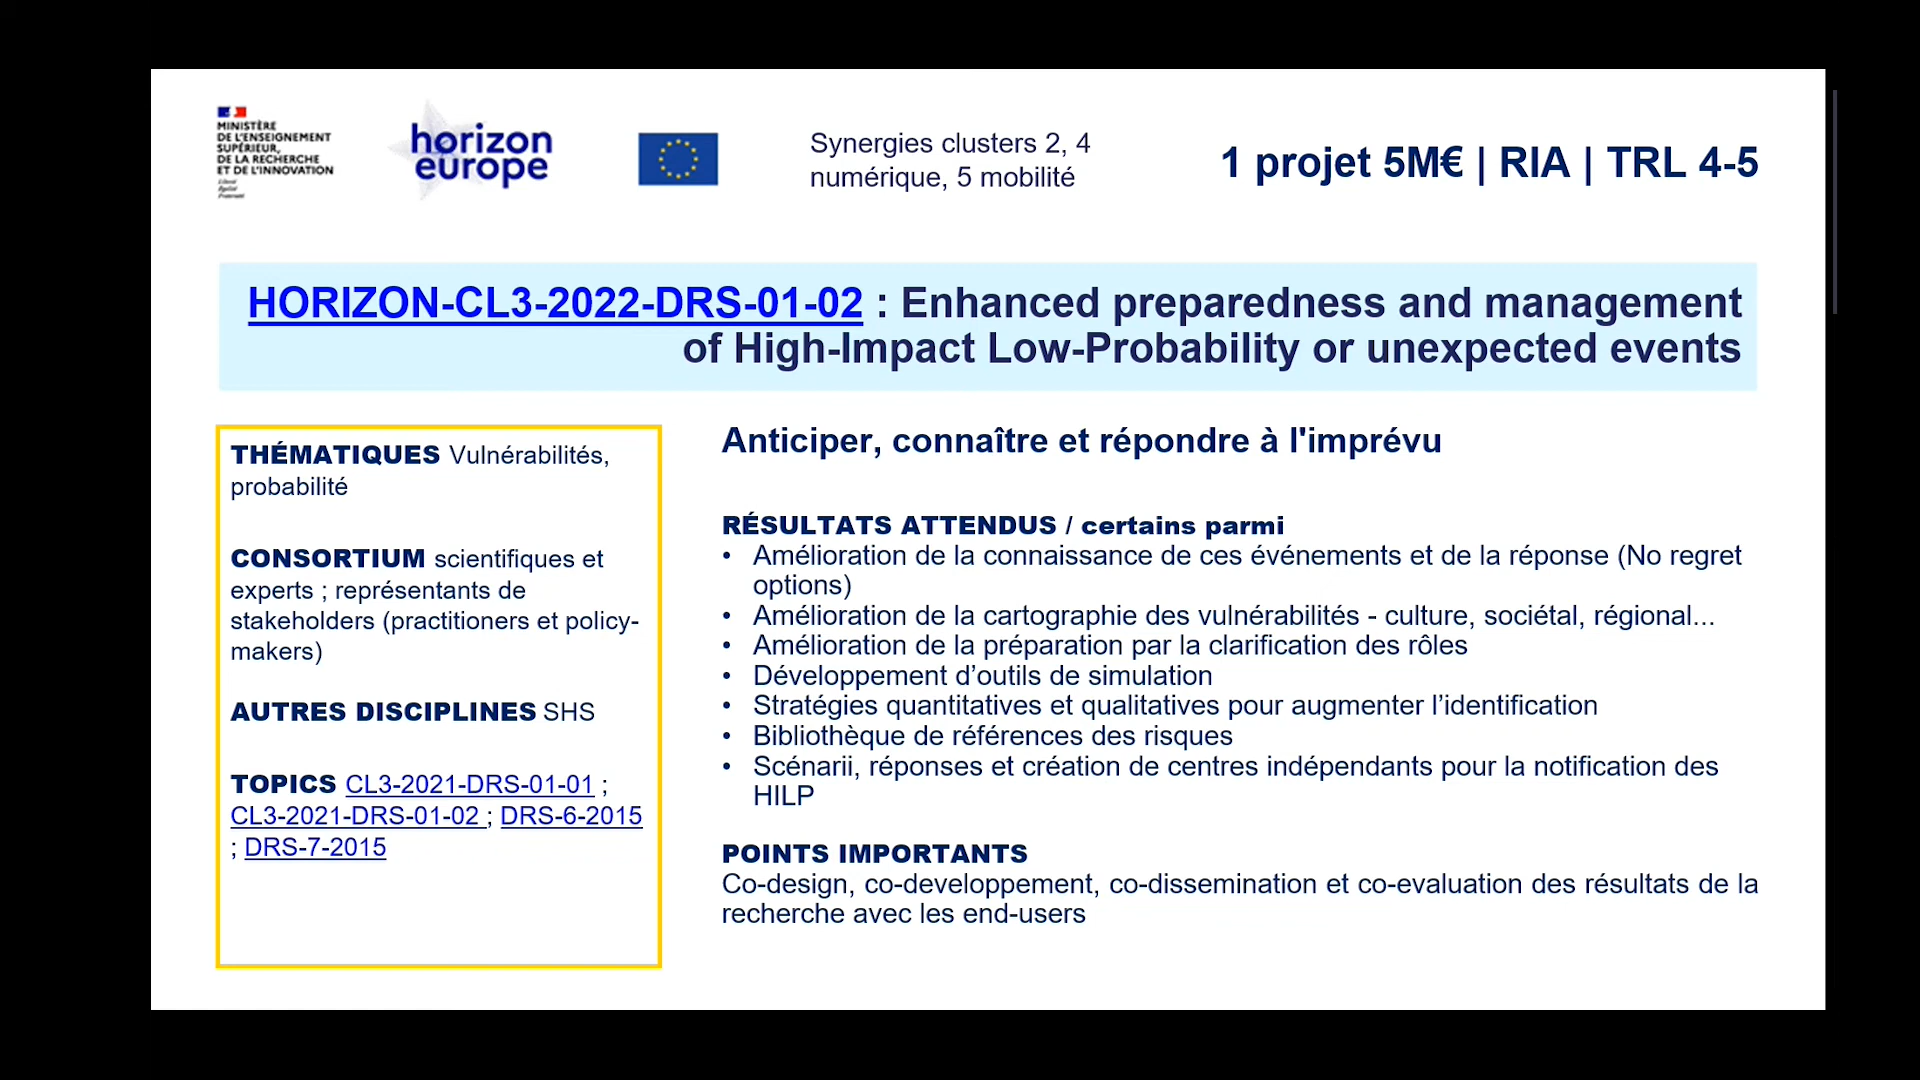 MINISTÈRE
DE L'ENSEIGNEMENT
SUPÉRIEUR,
DE LA RECHERCHE
ET DE L'INNOVATION
Liberté
Égalité
Fraternité
horizon
europe
Synergies clusters 2, 4
numérique, 5 mobilité
1 projet 5M€ | RIA | TRL 4-5
HORIZON-CL3-2022-DRS-01-02 : Enhanced preparedness and management
of High-Impact Low-Probability or unexpected events
THÉMATIQUES Vulnérabilités,
probabilité
CONSORTIUM scientifiques et
experts ; représentants de
stakeholders (practitioners et policy-
makers)
AUTRES DISCIPLINES SHS
TOPICS CL3-2021-DRS-01-01 ;
CL3-2021-DRS-01-02 ; DRS-6-2015
; DRS-7-2015
Anticiper, connaître et répondre à l'imprévu
RÉSULTATS ATTENDUS / certains parmi
• Amélioration de la connaissance de ces événements et de la réponse (No regret
options)
• Amélioration de la cartographie des vulnérabilités - culture, sociétal, régional...
• Amélioration de la préparation par la clarification des rôles
• Développement d’outils de simulation
• Stratégies quantitatives et qualitatives pour augmenter l’identification
• Bibliothèque de références des risques
• Scénarii, réponses et création de centres indépendants pour la notification des
HILP
POINTS IMPORTANTS
Co-design, co-developpement, co-dissemination et co-evaluation des résultats de la
recherche avec les end-users